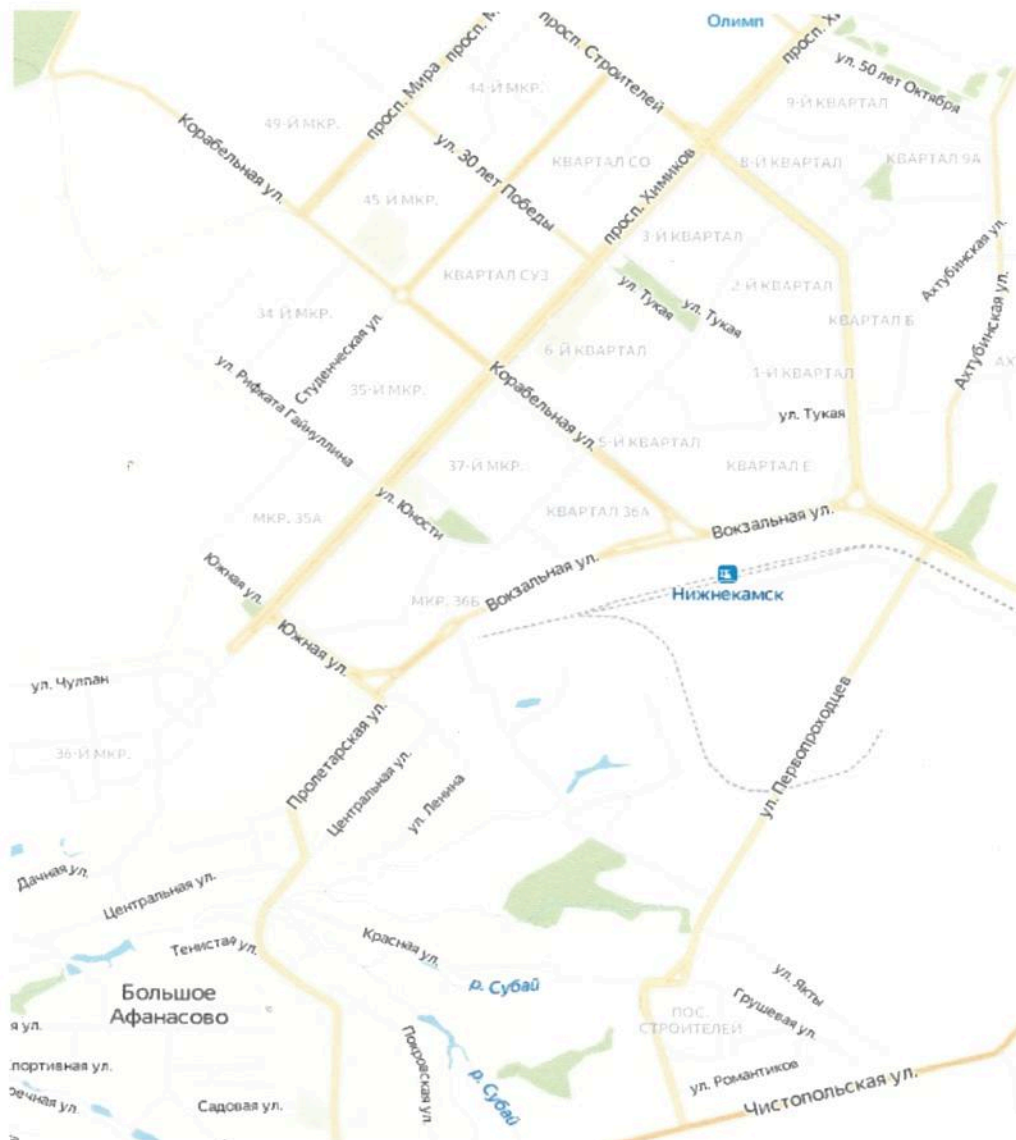 Олимп
просп. Мира
просп. Строителей
44-Й МКР.
ул. 50 лет Октября
9-Й КВАРТАЛ
49-Й МКР.
Корабельная ул.
ул. 30 лет Победы
КВАРТАЛ СО
просп. Химиков
8-Й КВАРТАЛ
КВАРТАЛ 9А
45-Й МКР.
3-Й КВАРТАЛ
Ахтубинская ул.
КВАРТАЛ СУЗ
ул. Тукая
ул. Тукая
2-Й КВАРТАЛ
34-Й МКР.
Студенческая ул.
КВАРТАЛ Б
Ахтубинская ул.
6-Й КВАРТАЛ
ул. Рифката Гайнуллина
35-Й МКР.
Корабельная ул.
1-Й КВАРТАЛ
ул. Тукая
5-Й КВАРТАЛ
37-Й МКР.
КВАРТАЛ Е
МКР. 35А
ул. Юности
КВАРТАЛ 36А
Вокзальная ул.
Южная ул.
МКР. 36Б
Вокзальная ул.
Нижнекамск
Южная ул.
ул. Чулпан
36-Й МКР.
Пролетарская ул.
Центральная ул.
ул. Ленина
ул. Первопроходцев
Дачная ул.
Центральная ул.
Тенистая ул.
Красная ул.
р. Субай
Большое
Афанасово
ул. Якты
Грушевая ул.
ПОС.
СТРОИТЕЛЕЙ
Покровская ул.
р. Субай
ул. Романтиков
Чистопольская ул.
Садовая ул.
я ул.
портивная ул.
речная ул.